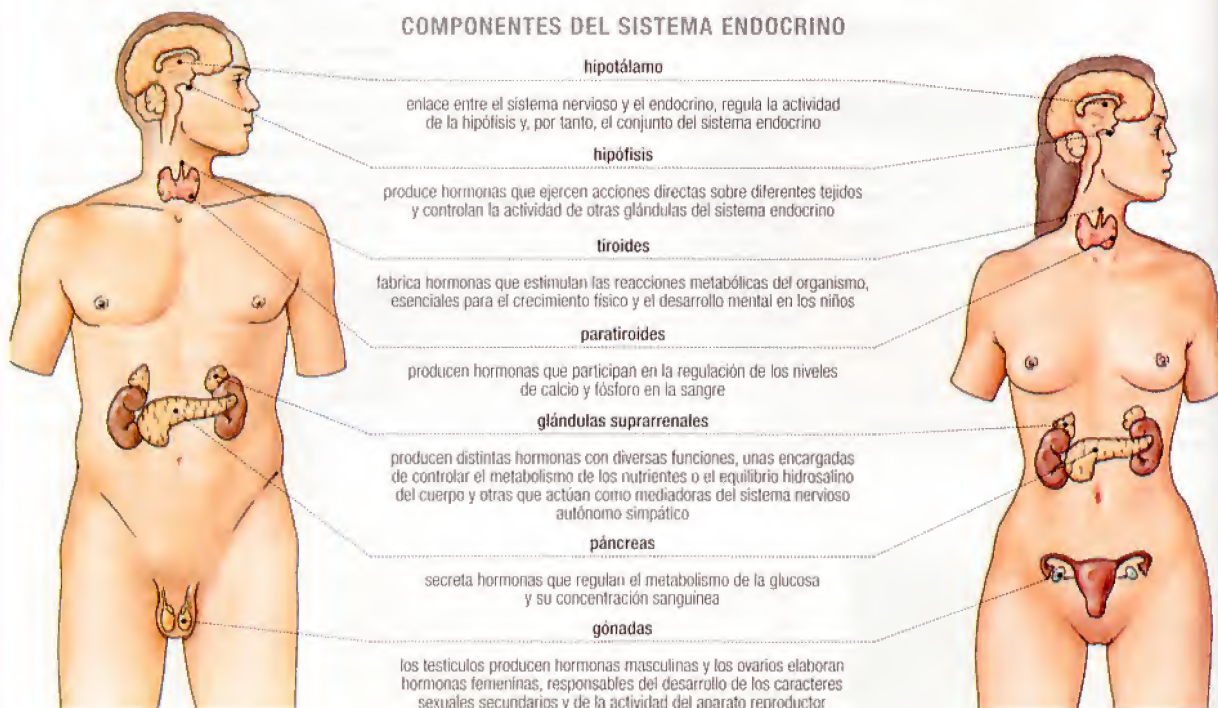 COMPONENTES DEL SISTEMA ENDOCRINO
hipotálamo
enlace entre el sistema nervioso y el endocrino, regula la actividad
de la hipófisis y, por tanto, el conjunto del sistema endocrino
hipófisis
produce hormonas que ejercen acciones directas sobre diferentes tejidos
y controlan la actividad de otras glándulas del sistema endocrino
tiroides
fabrica hormonas que estimulan las reacciones metabólicas del organismo,
esenciales para el crecimiento físico y el desarrollo mental en los niños
paratiroides
producen hormonas que participan en la regulación de los niveles
de calcio y fósforo en la sangre
glándulas suprarrenales
producen distintas hormonas con diversas funciones, unas encargadas
de controlar el metabolismo de los nutrientes o el equilibrio hidrosalino
del cuerpo y otras que actúan como mediadoras del sistema nervioso
autónomo simpático
páncreas
secreta hormonas que regulan el metabolismo de la glucosa
y su concentración sanguínea
gónadas
los testículos producen hormonas masculinas y los ovarios elaboran
hormonas femeninas, responsables del desarrollo de los caracteres
sexuales secundarios y de la actividad del aparato reproductor